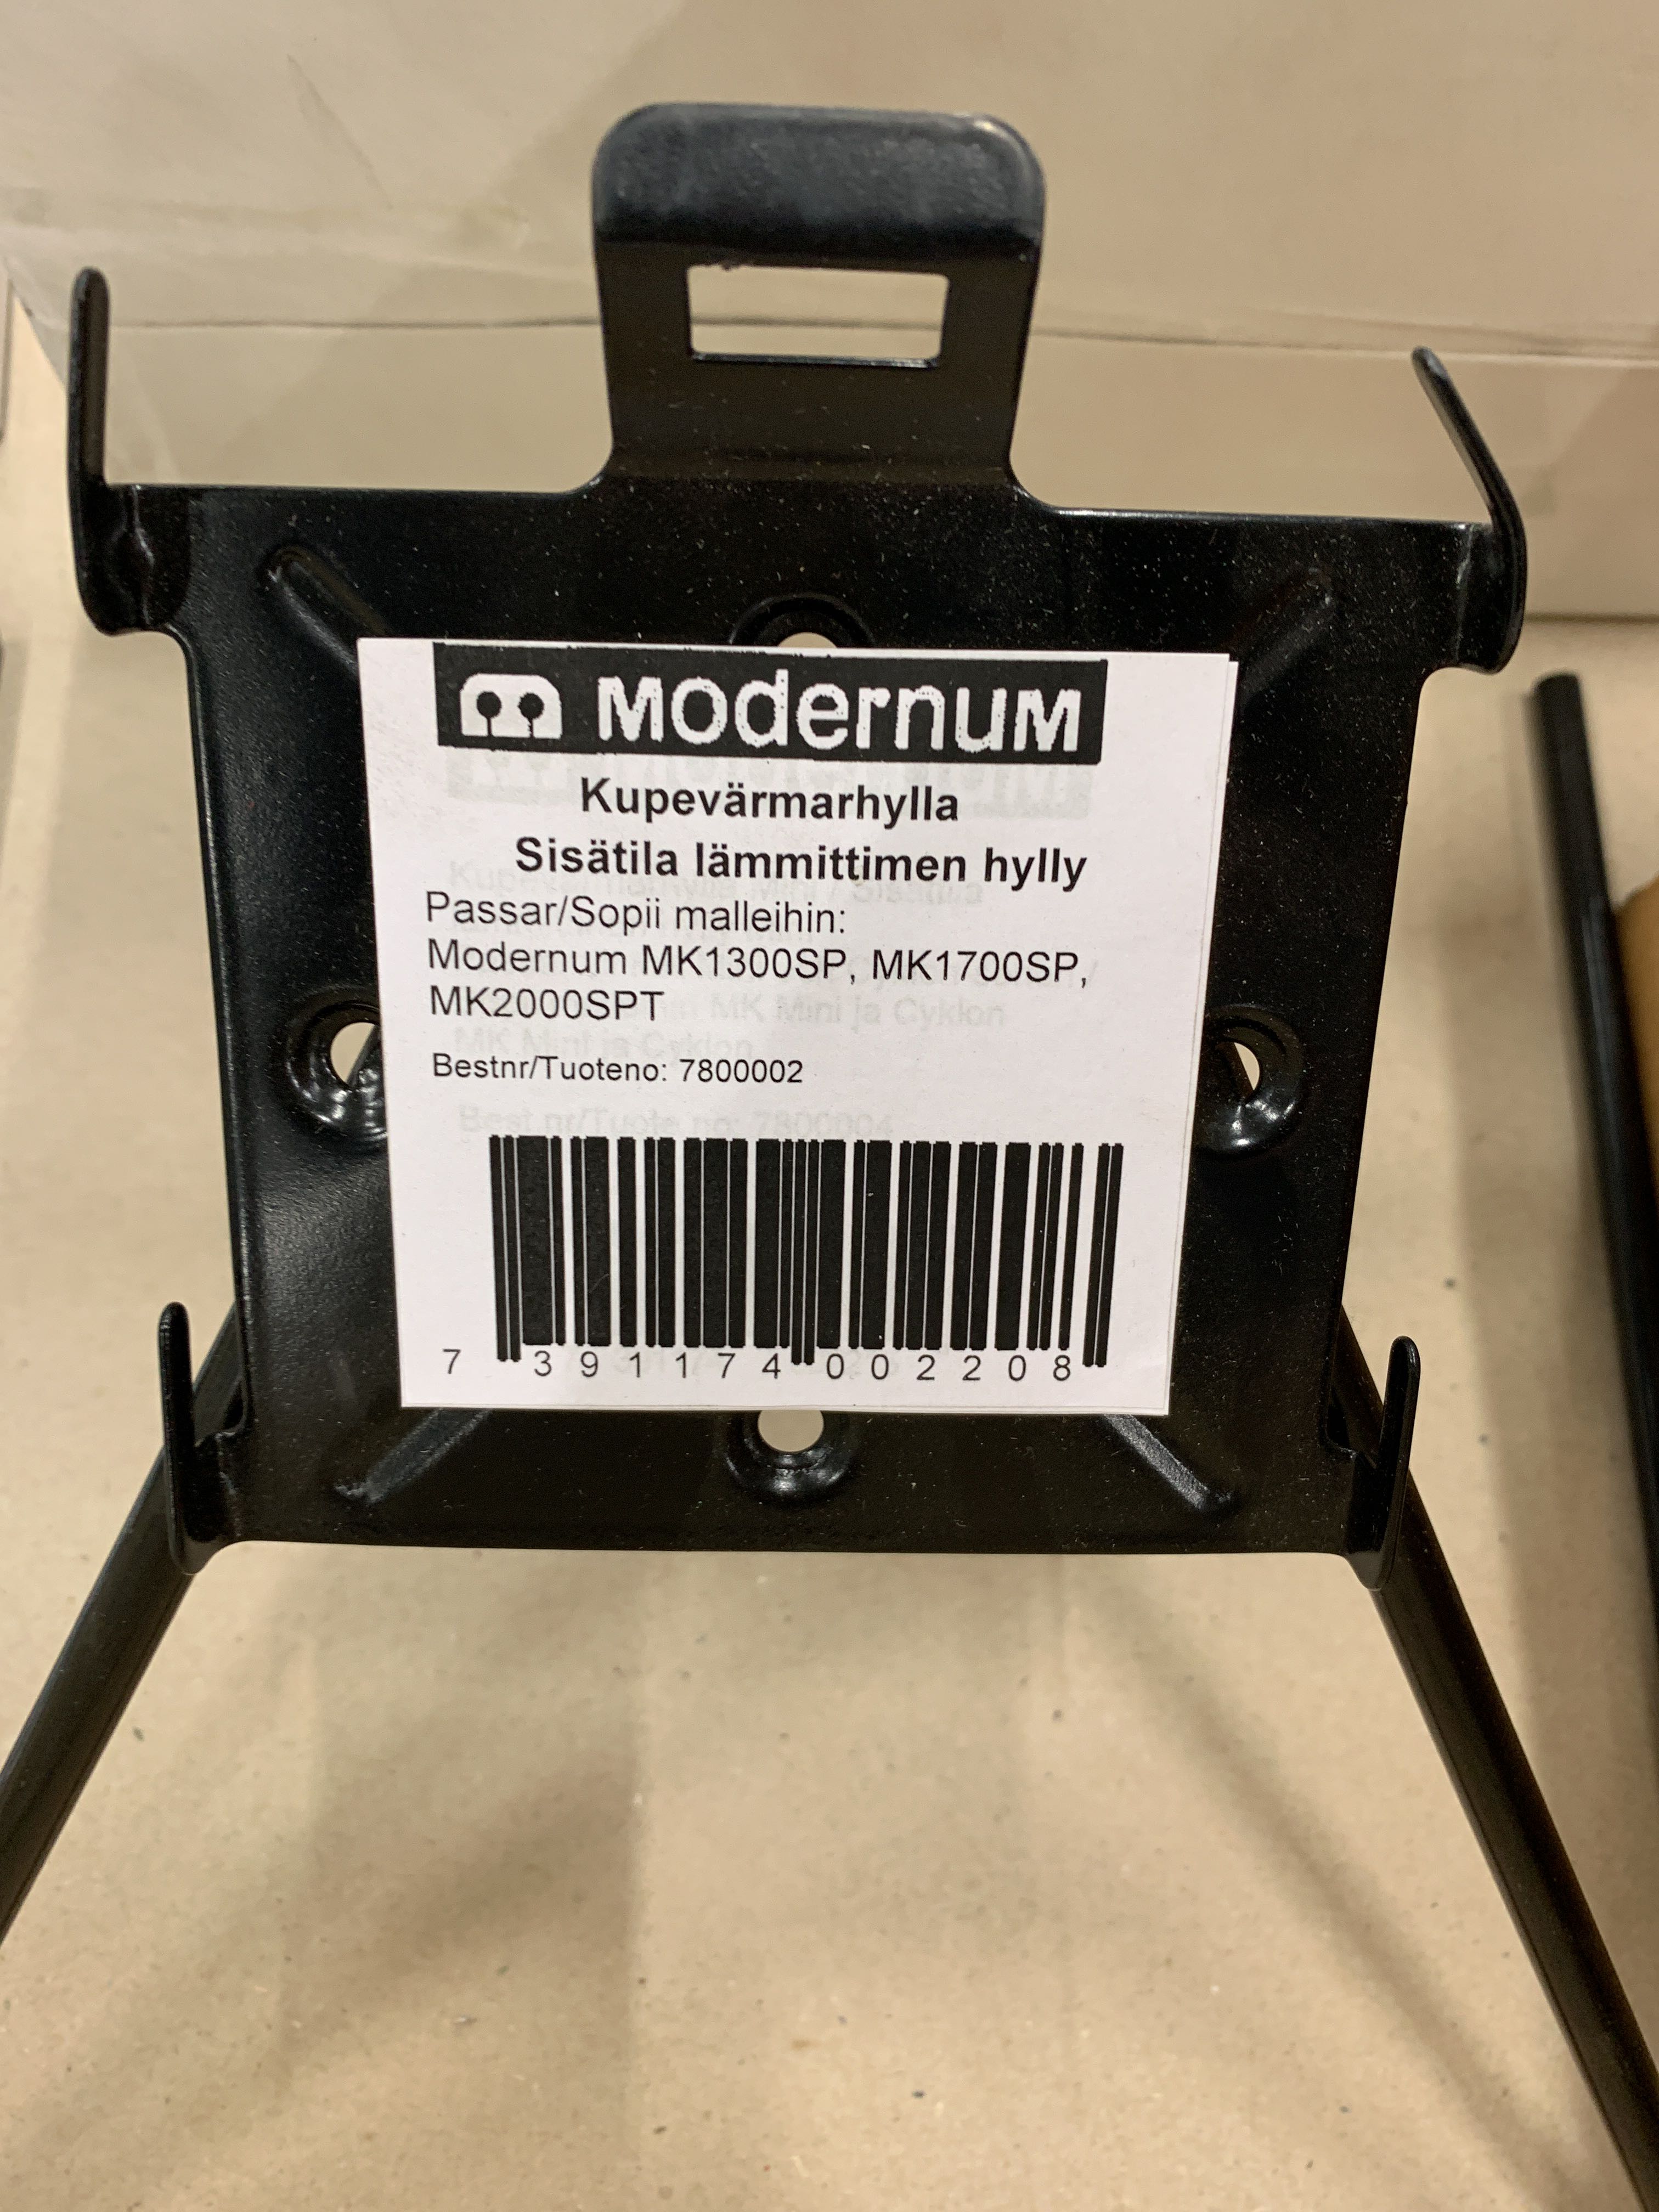 modernum
Kupevärmarhylla
Sisätila lämmittimen hylly
Passar/Sopii malleihin:
Modernum MK1300SP, MK1700SP,
MK2000SPT
Bestnr/Tuoteno: 7800002
7 391174 002208